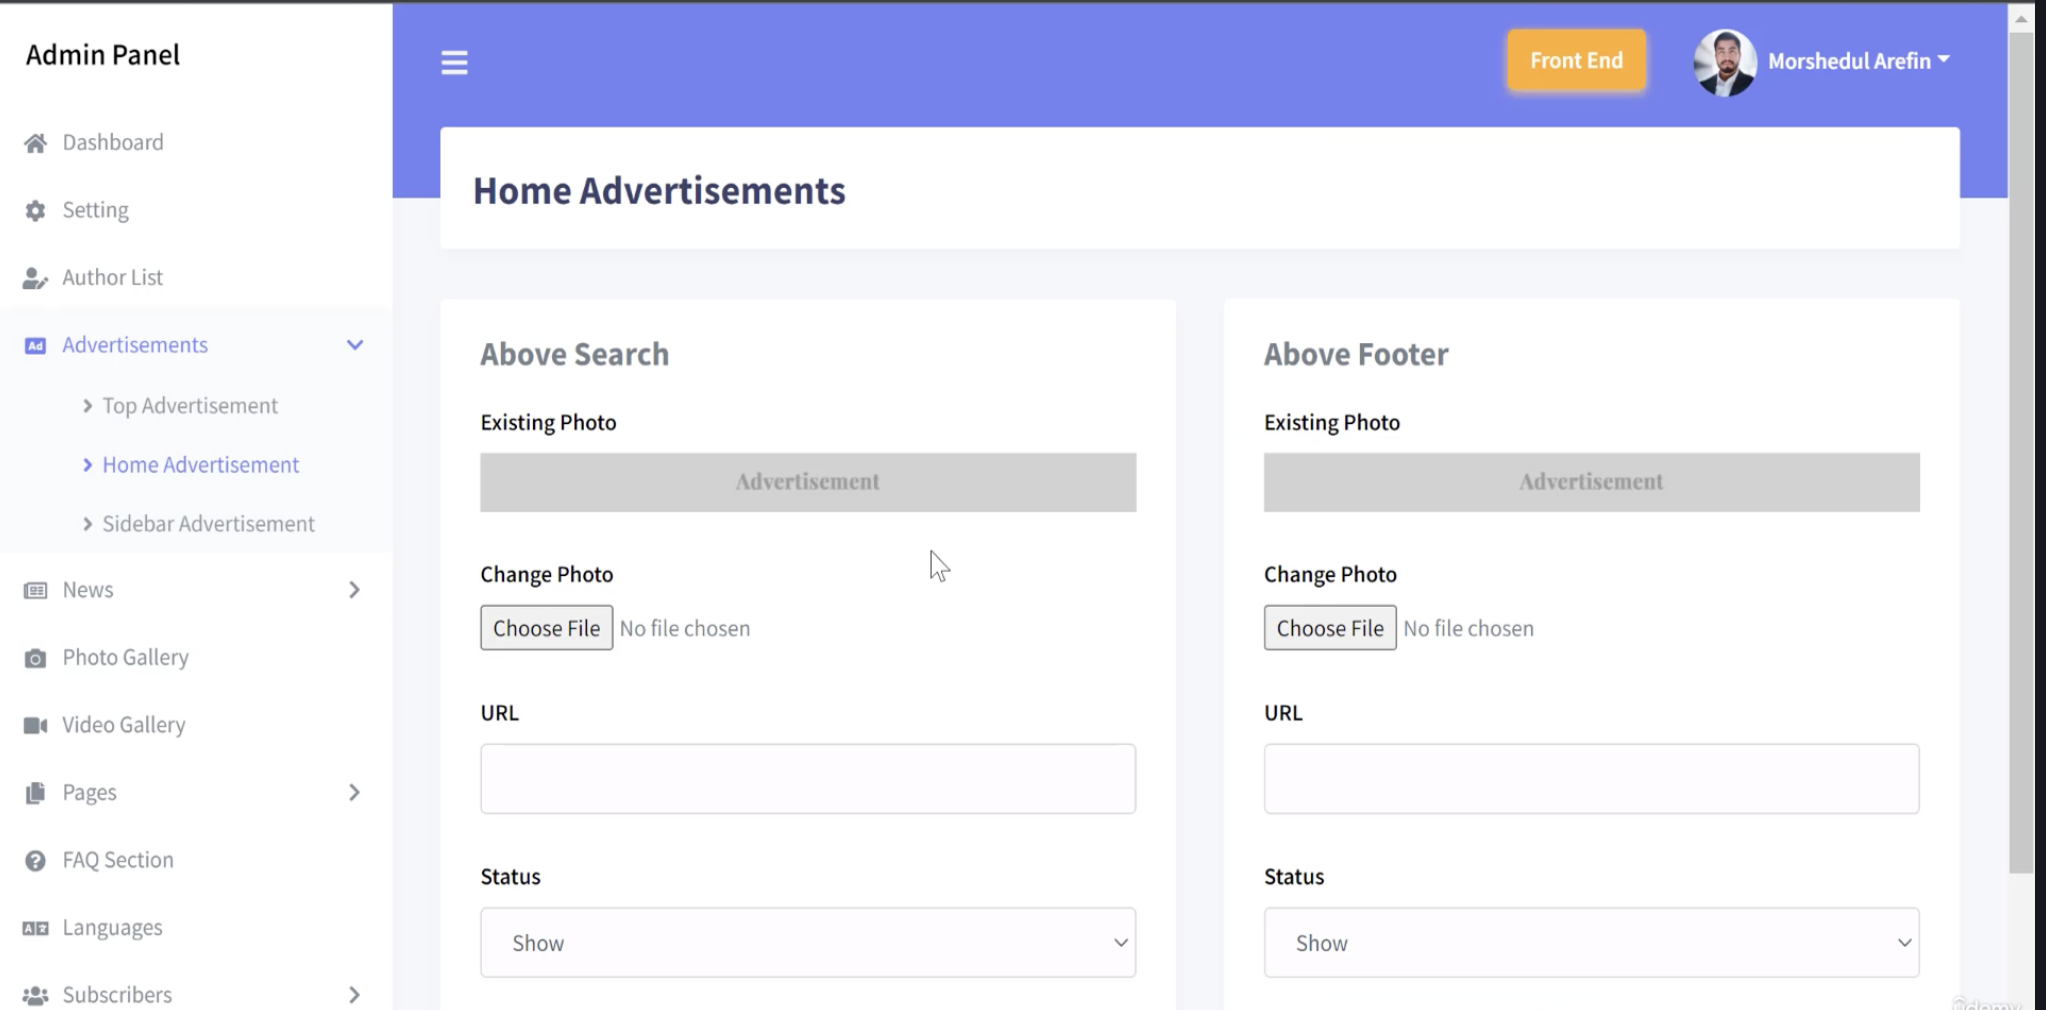 Admin Panel
Dashboard
Setting
Author List
Ad Advertisements
Top Advertisement
Home Advertisement
Sidebar Advertisement
News
Photo Gallery
Video Gallery
Pages
FAQ Section
Languages
Subscribers
Front End
Morshedul Arefin
Home Advertisements
Above Search
Existing Photo
Advertisement
Change Photo
Choose File No file chosen
URL
Status
Show
Above Footer
Existing Photo
Advertisement
Change Photo
Choose File No file chosen
URL
Status
Show